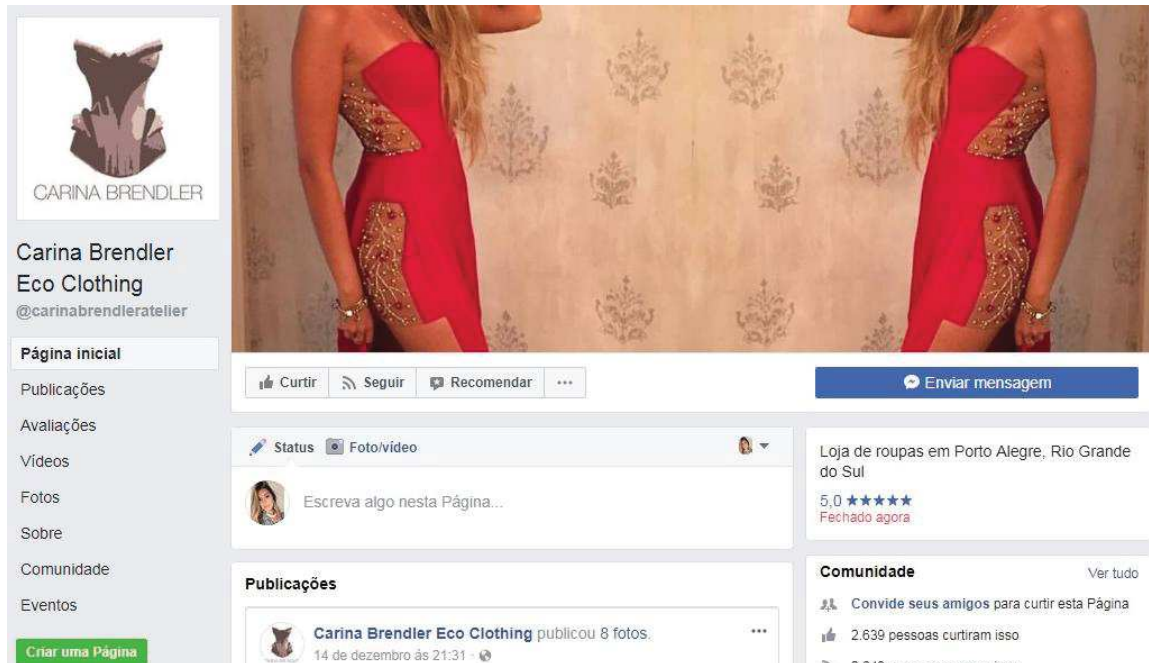 CARINA BRENDLER
Carina Brendler
Eco Clothing
@carinabrendleratelier
Página inicial
Publicações
Avaliações
Vídeos
Fotos
Sobre
Comunidade
Eventos
Criar uma Página
Curtir
Seguir
Recomendar
Enviar mensagem
Status
Foto/vídeo
Escreva algo nesta Página...
Publicações
Carina Brendler Eco Clothing publicou 8 fotos.
14 de dezembro às 21:31 ·
Loja de roupas em Porto Alegre, Rio Grande
do Sul
5,0 ★★★★★
Fechado agora
Comunidade
Ver tudo
Convide seus amigos para curtir esta Página
2.639 pessoas curtiram isso